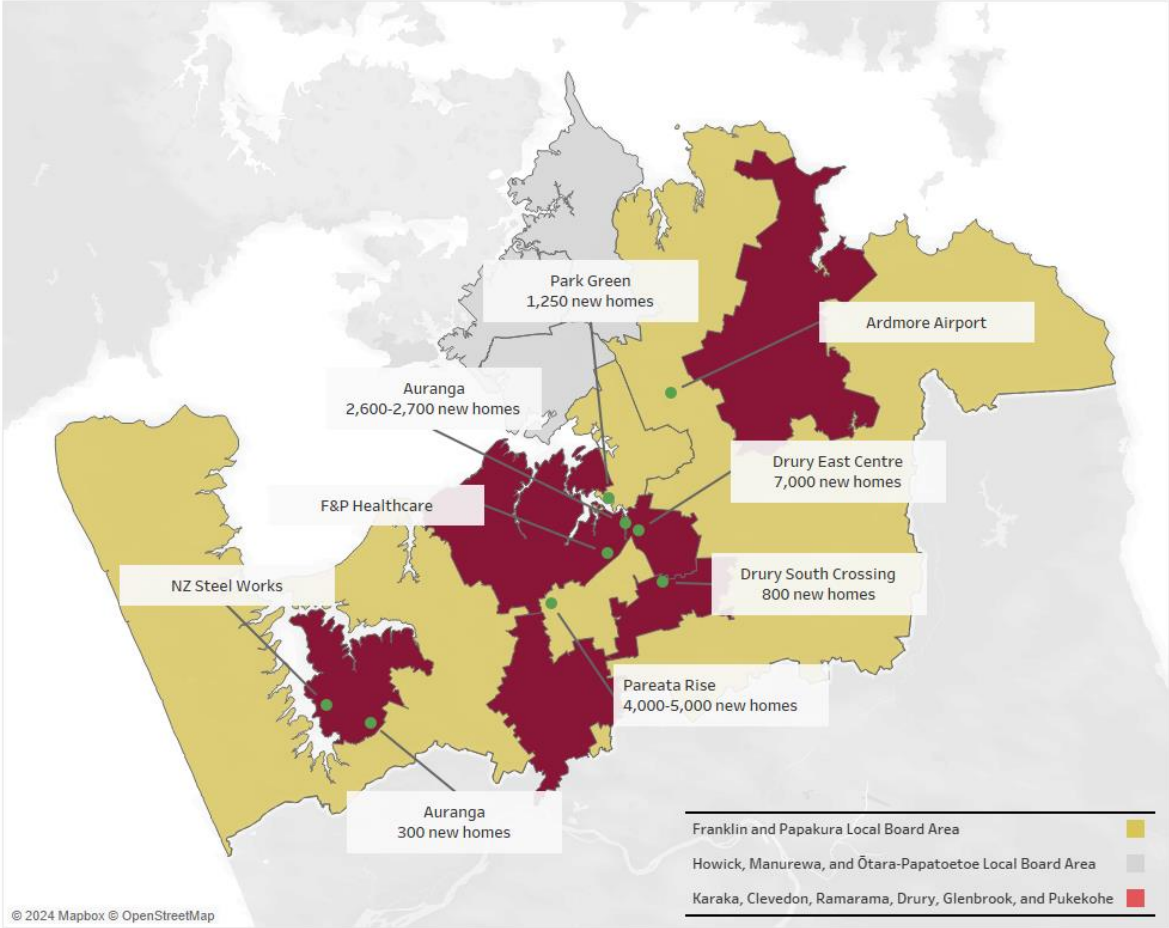 Park Green
1,250 new homes
Ardmore Airport
Auranga
2,600-2,700 new homes
Drury East Centre
7,000 new homes
F&P Healthcare
Drury South Crossing
800 new homes
NZ Steel Works
Pareata Rise
4,000-5,000 new homes
Auranga
300 new homes
Franklin and Papakura Local Board Area
Howick, Manurewa, and Ōtara-Papatoetoe Local Board Area
Karaka, Clevedon, Ramarama, Drury, Glenbrook, and Pukekohe
© 2024 Mapbox © OpenStreetMap